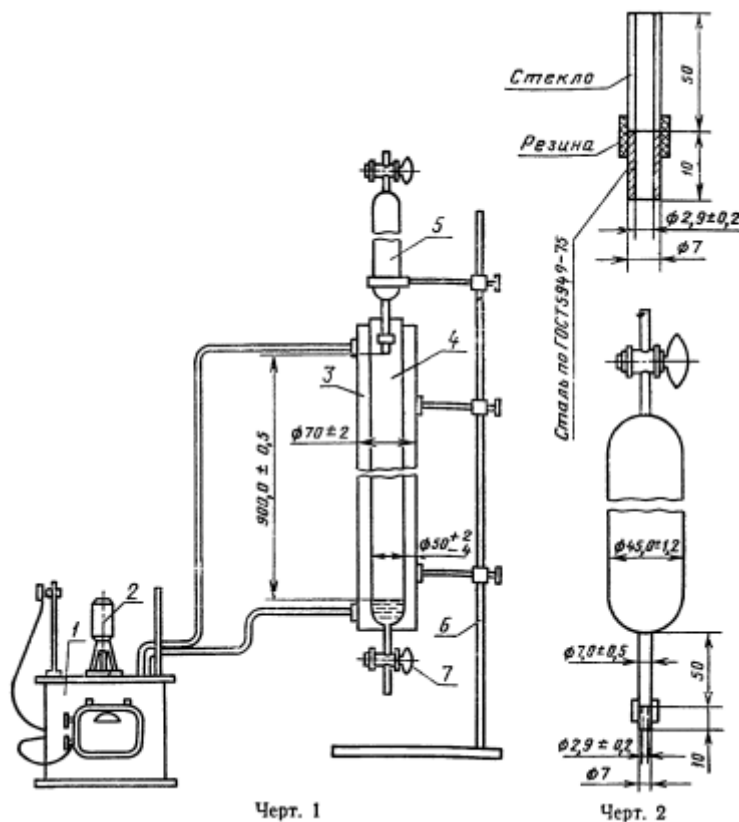 Стекло
50
Резина
10
ф2,9±0,2
ф7
Сталь по ГОСТ 5949-75
5
3
4
ф70±2
900,0 ± 0,5
ф50 +2 -4
2
1
6
7
ф45,0±1,2
ф7,0±0,5
50
ф2,9 ± 0,2
10
ф7
Черт. 1
Черт. 2